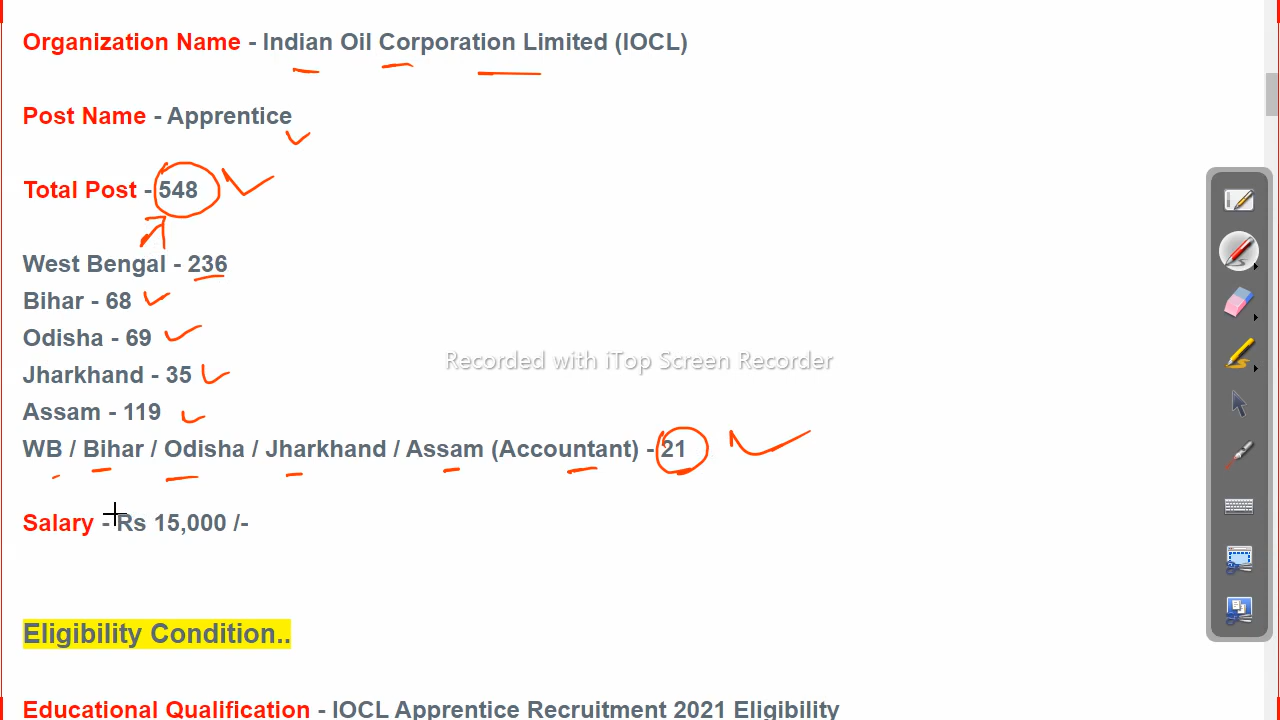 Organization Name - Indian Oil Corporation Limited (IOCL)
Post Name - Apprentice
Total Post - 548
West Bengal - 236
Bihar - 68
Odisha - 69
Recorded with iTop Screen Recorder
Jharkhand - 35
Assam - 119
WB / Bihar / Odisha / Jharkhand / Assam (Accountant) - 21
Salary - Rs 15,000 /-
Eligibility Condition..
Educational Qualification - IOCL Apprentice Recruitment 2021 Eligibility